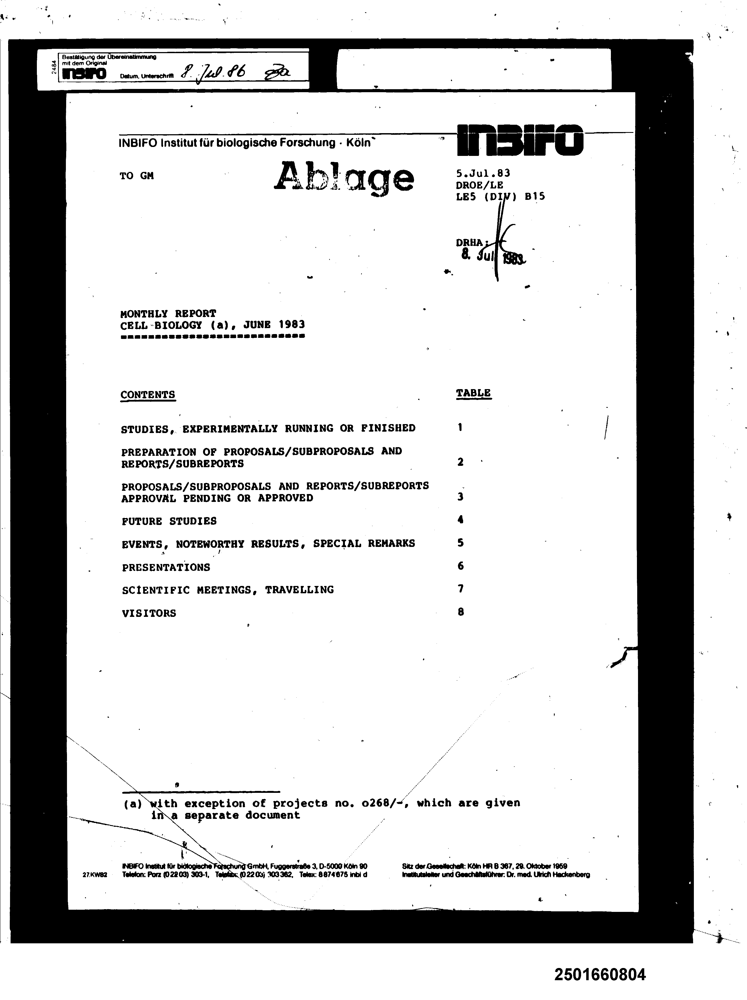 Bestätigung der Übereinstimmung
mit dem Original
2484
INBIFO Datum, Unterschrift 8. Jul. 86
INBIFO Institut für biologische Forschung · Köln
INBIFO
TO GM
Ablage
5.Jul.83
DROE/LE
LE5 (DIV) B15
DRHA:
8. Jul 1983
MONTHLY REPORT
CELL BIOLOGY (a), JUNE 1983
CONTENTS TABLE
STUDIES, EXPERIMENTALLY RUNNING OR FINISHED 1
PREPARATION OF PROPOSALS/SUBPROPOSALS AND
REPORTS/SUBREPORTS 2
PROPOSALS/SUBPROPOSALS AND REPORTS/SUBREPORTS
APPROVAL PENDING OR APPROVED 3
FUTURE STUDIES 4
EVENTS, NOTEWORTHY RESULTS, SPECIAL REMARKS 5
PRESENTATIONS 6
SCIENTIFIC MEETINGS, TRAVELLING 7
VISITORS 8
(a) with exception of projects no. o268/-, which are given
in a separate document
INBIFO Institut für biologische Forschung GmbH, Fuggerstraße 3, D-5000 Köln 90
27.KW82 Telefon: Porz (0 22 03) 303-1, Telefax: (0 22 03) 303 362, Telex: 8 874 675 inbi d
Sitz der Gesellschaft: Köln HR B 367, 29. Oktober 1959
Institutsleiter und Geschäftsführer: Dr. med. Ulrich Hackenberg
2501660804